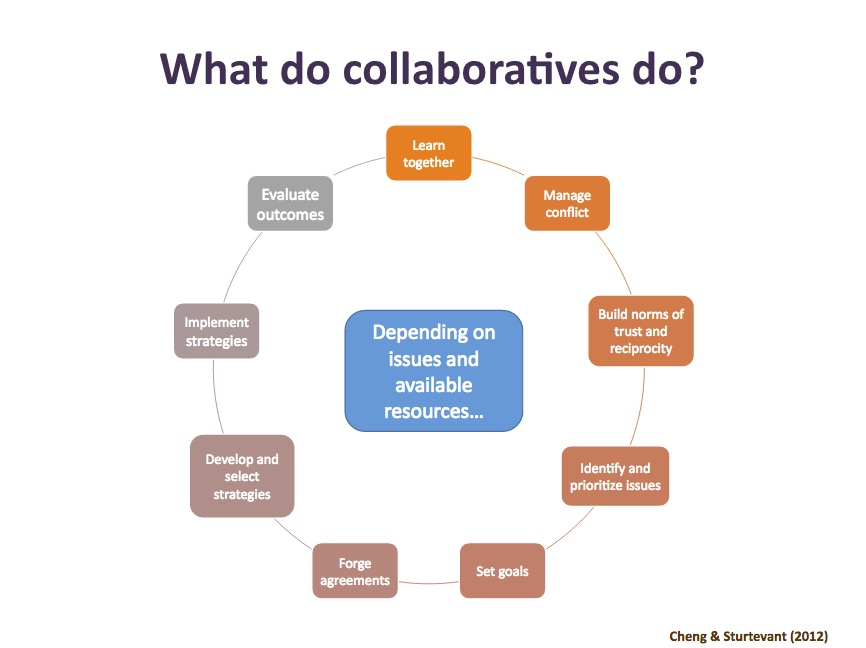 What do collaboratives do?
Learn
together
Manage
conflict
Build norms of
trust and
reciprocity
Identify and
prioritize issues
Set goals
Forge
agreements
Develop and
select
strategies
Implement
strategies
Evaluate
outcomes
Depending on
issues and
available
resources...
Cheng & Sturtevant (2012)